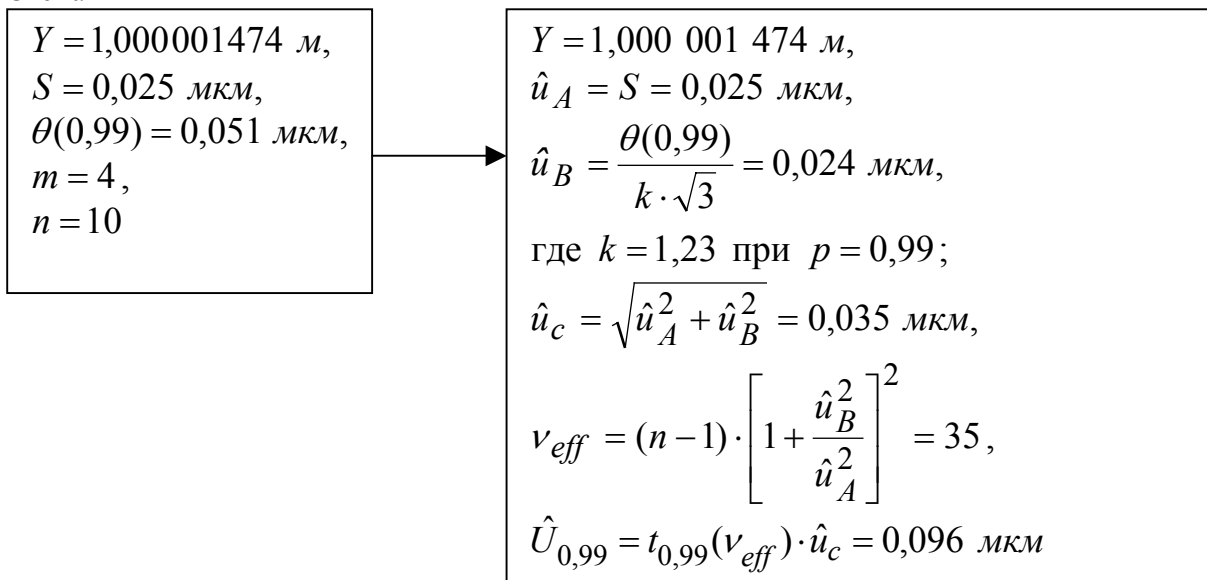 Y = 1,000001474 м,
S = 0,025 мкм,
θ(0,99) = 0,051 мкм,
m = 4 ,
n = 10
Y = 1,000 001 474 м,
û_A = S = 0,025 мкм,
û_B = θ(0,99) / (k · √3) = 0,024 мкм,
где k = 1,23 при p = 0,99 ;
û_c = √(û_A² + û_B²) = 0,035 мкм,
ν_eff = (n − 1) · [1 + û_B² / û_A²]² = 35 ,
Û_0,99 = t_0,99(ν_eff) · û_c = 0,096 мкм